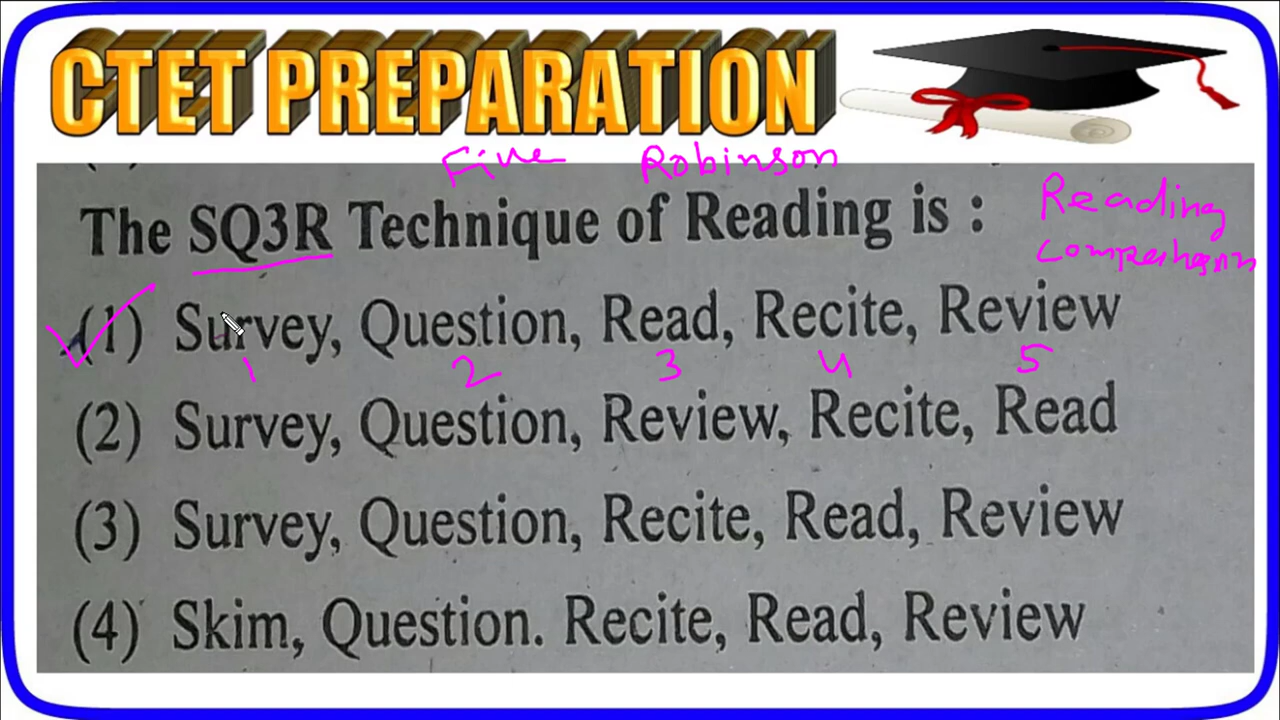 CTET PREPARATION
Five Robinson
The SQ3R Technique of Reading is :
Reading
(1) Survey, Question, Read, Recite, Review
1 2 3 4 5
(2) Survey, Question, Review, Recite, Read
(3) Survey, Question, Recite, Read, Review
(4) Skim, Question. Recite, Read, Review